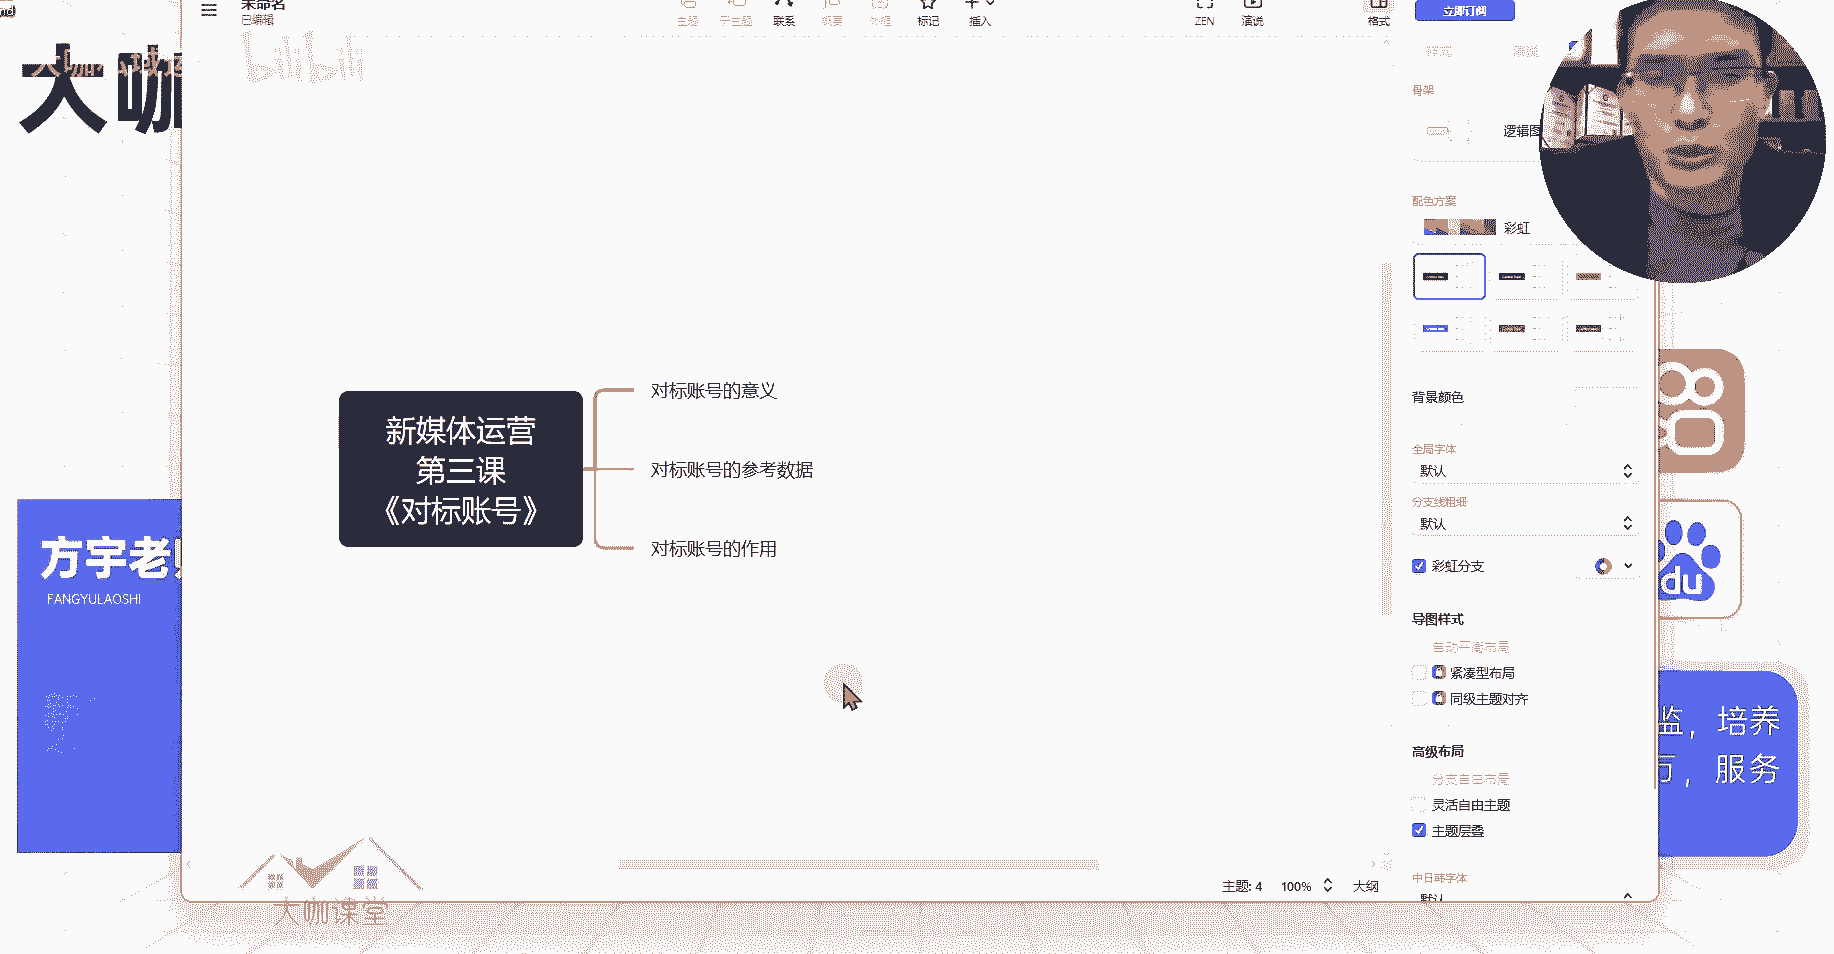 未命名
已编辑
主题
子主题
联系
概要
外框
标记
插入
ZEN
演说
格式
立即订阅
bilibili
大咖
骨架
逻辑图
配色方案
彩虹
背景颜色
全局字体
默认
分支线粗细
默认
彩虹分支
导图样式
自动平衡布局
紧凑型布局
同级主题对齐
高级布局
分支自由布局
灵活自由主题
主题层叠
中日韩字体
默认
新媒体运营
第三课
《对标账号》
对标账号的意义
对标账号的参考数据
对标账号的作用
方宇老
FANGYULAOSHI
du
监，培养
万，服务
大咖课堂
主题: 4
100%
大纲